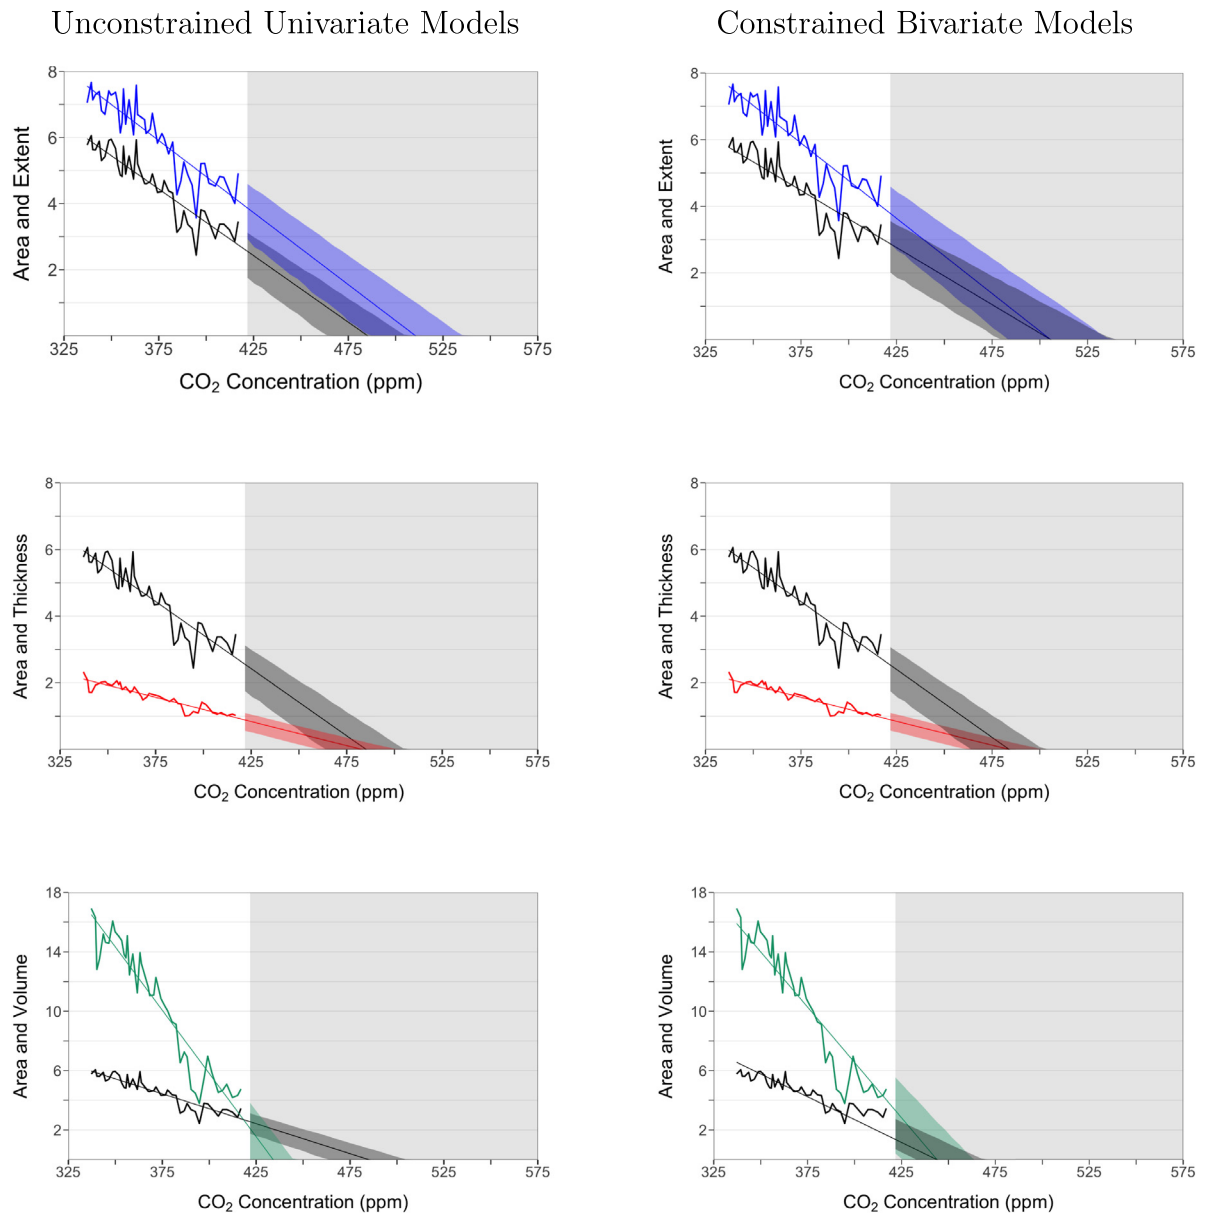 Unconstrained Univariate Models
Constrained Bivariate Models
Area and Extent
8
6
4
2
325 375 425 475 525 575
CO₂ Concentration (ppm)
Area and Extent
8
6
4
2
325 375 425 475 525 575
CO₂ Concentration (ppm)
Area and Thickness
8
6
4
2
325 375 425 475 525 575
CO₂ Concentration (ppm)
Area and Thickness
8
6
4
2
325 375 425 475 525 575
CO₂ Concentration (ppm)
Area and Volume
18
14
10
6
2
325 375 425 475 525 575
CO₂ Concentration (ppm)
Area and Volume
18
14
10
6
2
325 375 425 475 525 575
CO₂ Concentration (ppm)